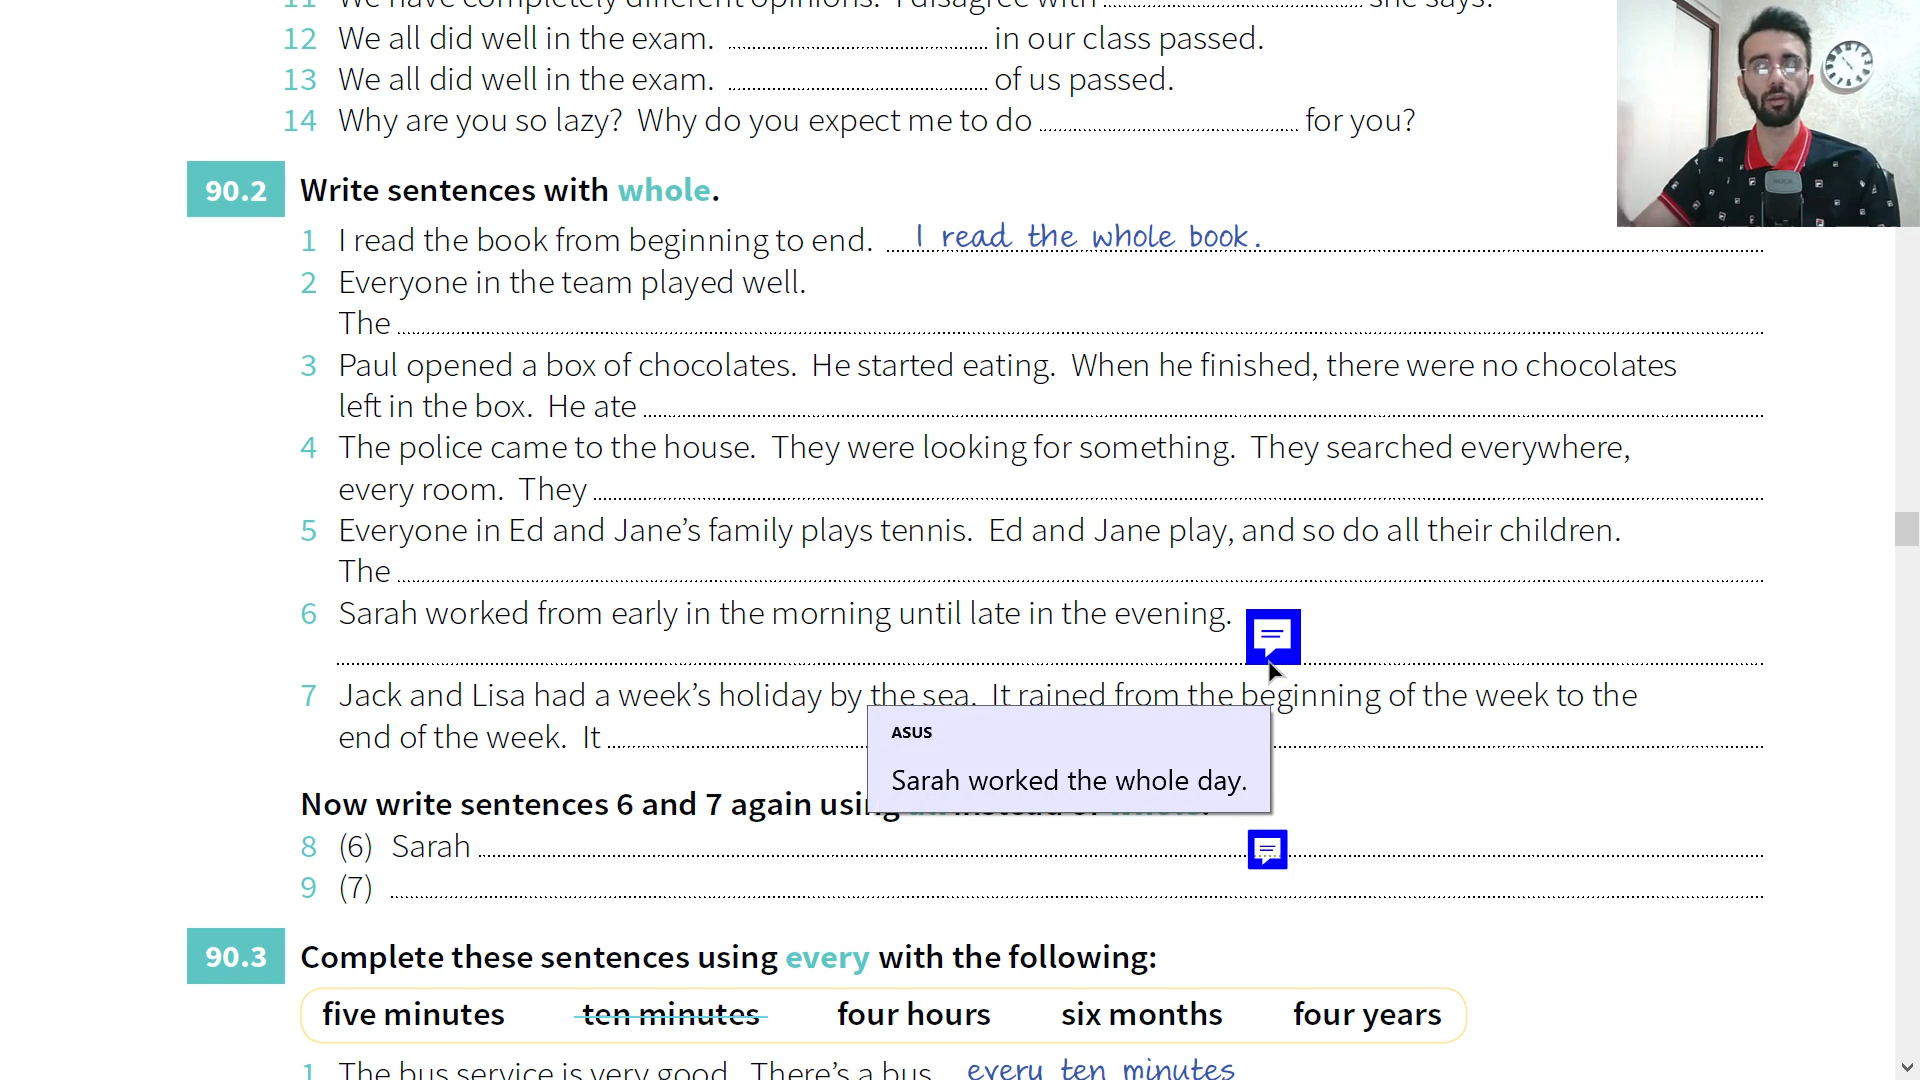 11 We have completely different opinions. I disagree with she says.
12 We all did well in the exam. in our class passed.
13 We all did well in the exam. of us passed.
14 Why are you so lazy? Why do you expect me to do for you?
90.2 Write sentences with whole.
1 I read the book from beginning to end. I read the whole book.
2 Everyone in the team played well.
The
3 Paul opened a box of chocolates. He started eating. When he finished, there were no chocolates
left in the box. He ate
4 The police came to the house. They were looking for something. They searched everywhere,
every room. They
5 Everyone in Ed and Jane's family plays tennis. Ed and Jane play, and so do all their children.
The
6 Sarah worked from early in the morning until late in the evening.
7 Jack and Lisa had a week's holiday by the sea. It rained from the beginning of the week to the
end of the week. It
ASUS
Sarah worked the whole day.
Now write sentences 6 and 7 again using
8 (6) Sarah
9 (7)
90.3 Complete these sentences using every with the following:
five minutes ten minutes four hours six months four years
1 The bus service is very good. There's a bus every ten minutes